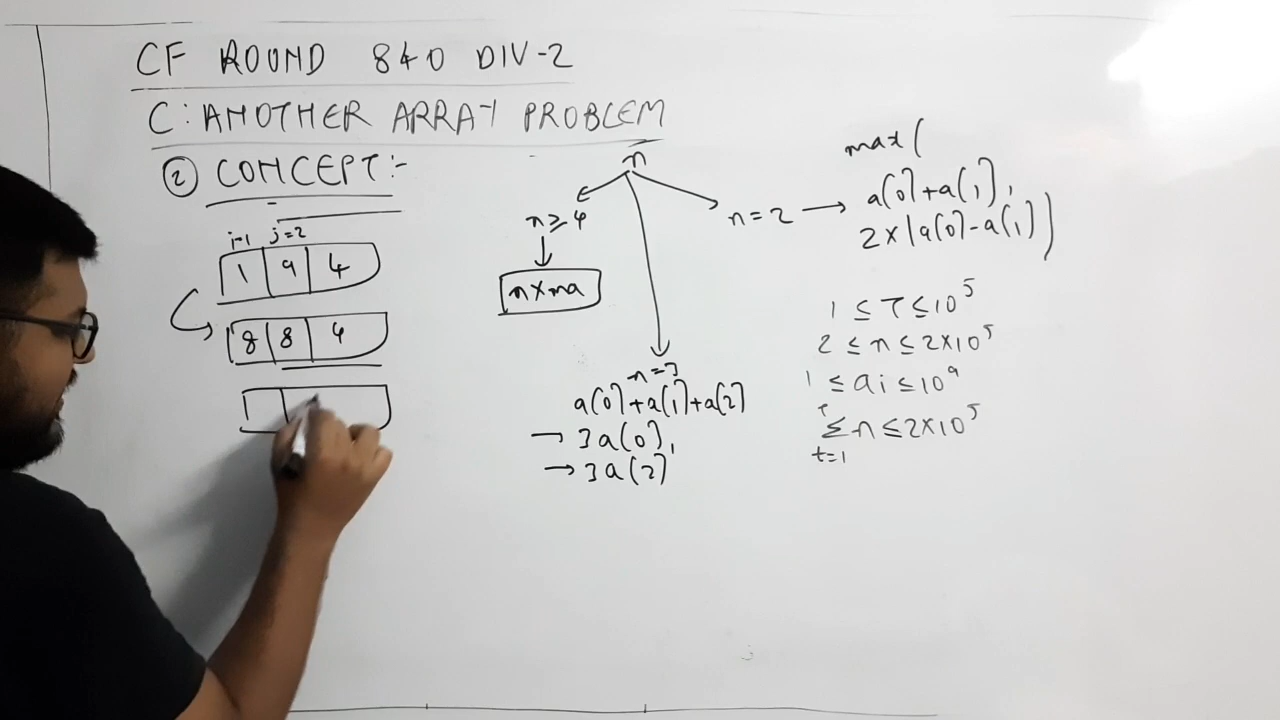 CF ROUND 840 DIV-2
C: ANOTHER ARRAY PROBLEM
② CONCEPT:-
i=1 j=2
1 9 4
8 8 4
n
n≥4
n×ma
n=3
a[0]+a[1]+a[2]
→ 3a[0],
→ 3a[2]
n=2 → max(
a[0]+a[1],
2×|a[0]-a[1]|)
1 ≤ T ≤ 10^5
2 ≤ n ≤ 2×10^5
1 ≤ ai ≤ 10^9
Σn ≤ 2×10^5
t=1